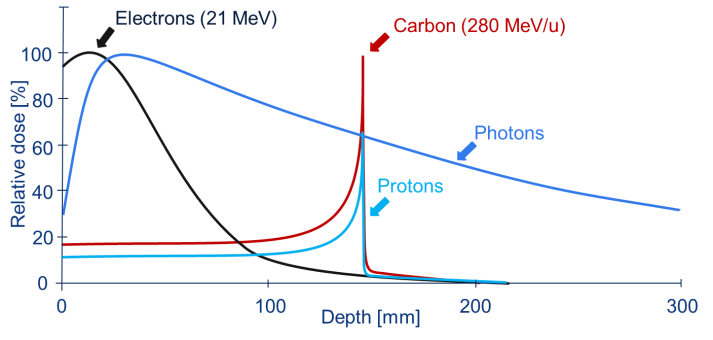 Electrons (21 MeV)
Carbon (280 MeV/u)
Photons
Protons
Relative dose [%]
100
80
60
40
20
0
0
100
200
300
Depth [mm]